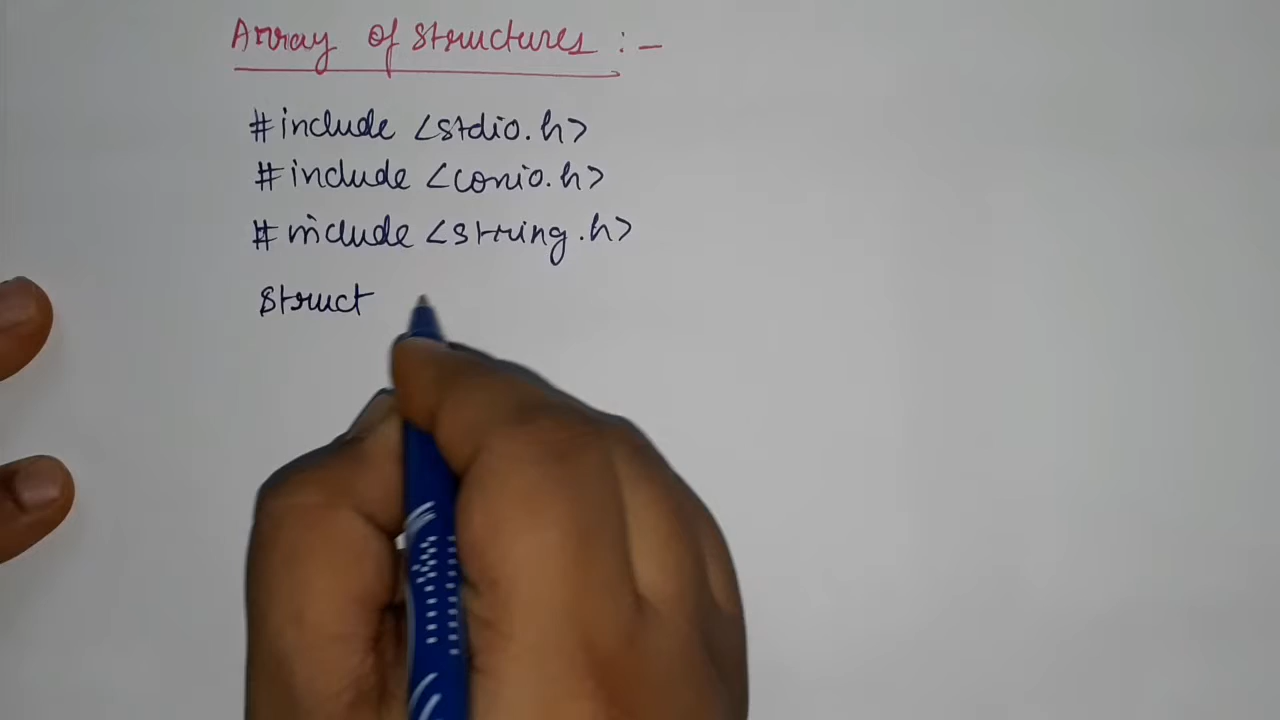 Array of structures :-
#include <stdio.h>
#include <conio.h>
#include <string.h>
struct